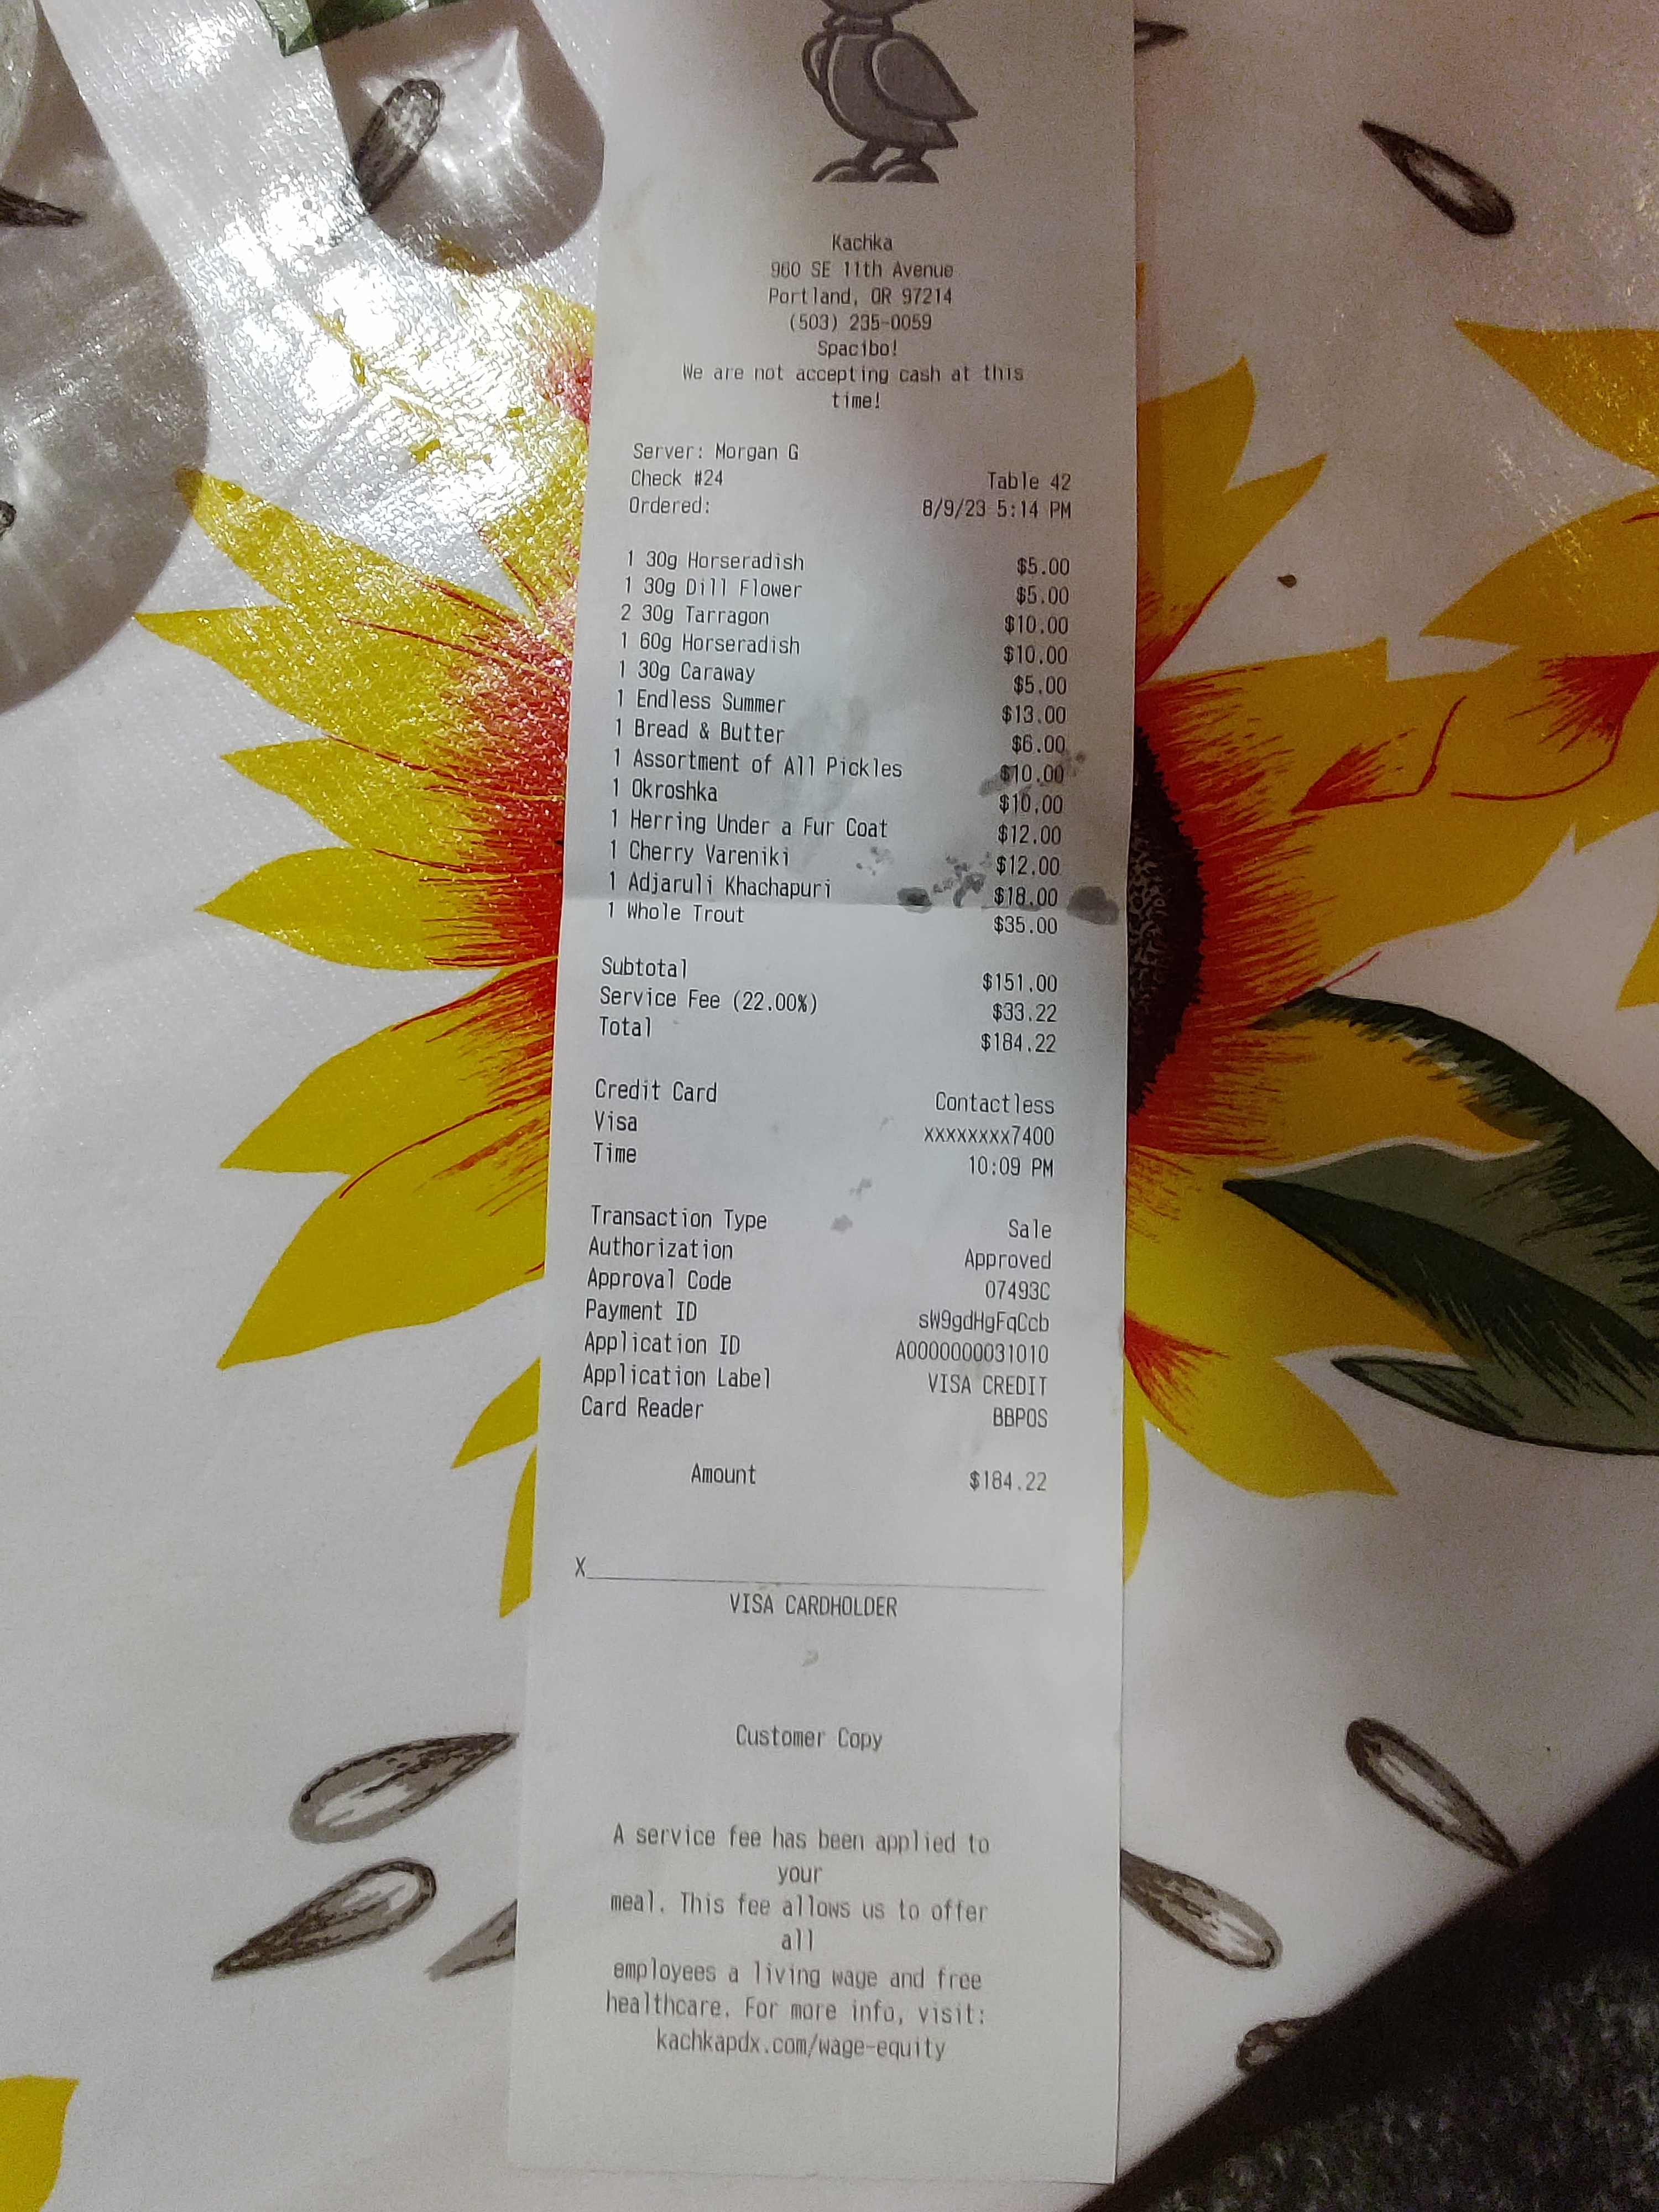 Kachka
960 SE 11th Avenue
Portland, OR 97214
(503) 235-0059
Spacibo!
We are not accepting cash at this
time!
Server: Morgan G
Check #24 Table 42
Ordered: 8/9/23 5:14 PM
1 30g Horseradish $5.00
1 30g Dill Flower $5.00
2 30g Tarragon $10.00
1 60g Horseradish $10.00
1 30g Caraway $5.00
1 Endless Summer $13.00
1 Bread & Butter $6.00
1 Assortment of All Pickles $10.00
1 Okroshka $10.00
1 Herring Under a Fur Coat $12.00
1 Cherry Vareniki $12.00
1 Adjaruli Khachapuri $18.00
1 Whole Trout $35.00
Subtotal $151.00
Service Fee (22.00%) $33.22
Total $184.22
Credit Card Contactless
Visa xxxxxxxx7400
Time 10:09 PM
Transaction Type Sale
Authorization Approved
Approval Code 07493C
Payment ID sW9gdHgFqCcb
Application ID A0000000031010
Application Label VISA CREDIT
Card Reader BBPOS
Amount $184.22
X
VISA CARDHOLDER
Customer Copy
A service fee has been applied to
your
meal. This fee allows us to offer
all
employees a living wage and free
healthcare. For more info, visit:
kachkapdx.com/wage-equity